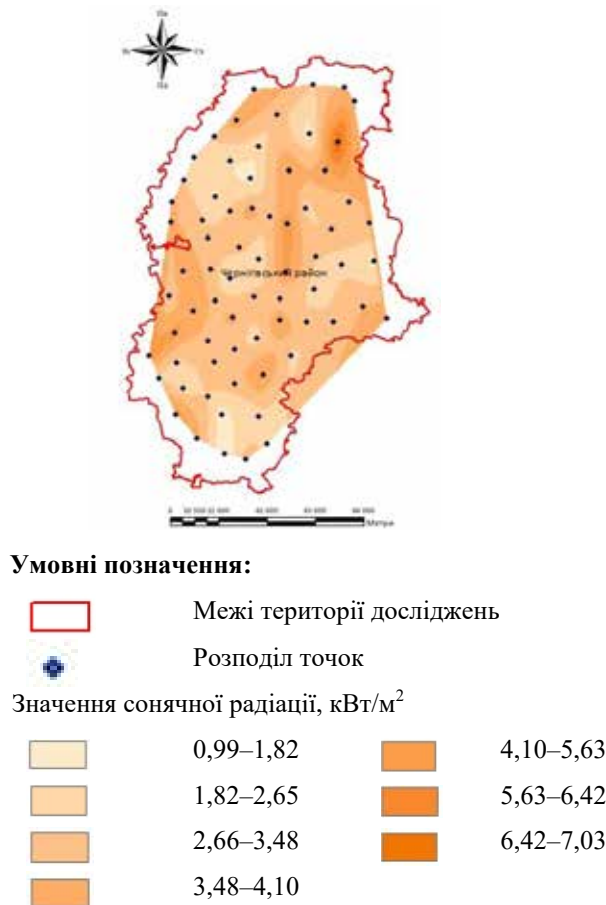 Чернігівський район
Умовні позначення:
Межі території досліджень
Розподіл точок
Значення сонячної радіації, кВт/м²
0,99–1,82
1,82–2,65
2,66–3,48
3,48–4,10
4,10–5,63
5,63–6,42
6,42–7,03